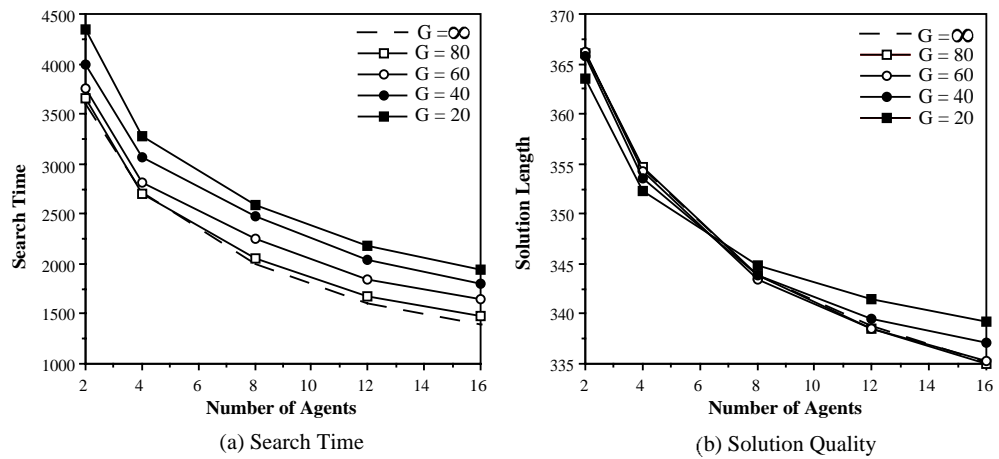 4500
4000
3500
3000
2500
2000
1500
1000
Search Time
2 4 6 8 10 12 14 16
Number of Agents
G = ∞
G = 80
G = 60
G = 40
G = 20
(a) Search Time
365
360
355
350
345
340
335
Solution Length
2 4 6 8 10 12 14 16
Number of Agents
G = ∞
G = 80
G = 60
G = 40
G = 20
(b) Solution Quality